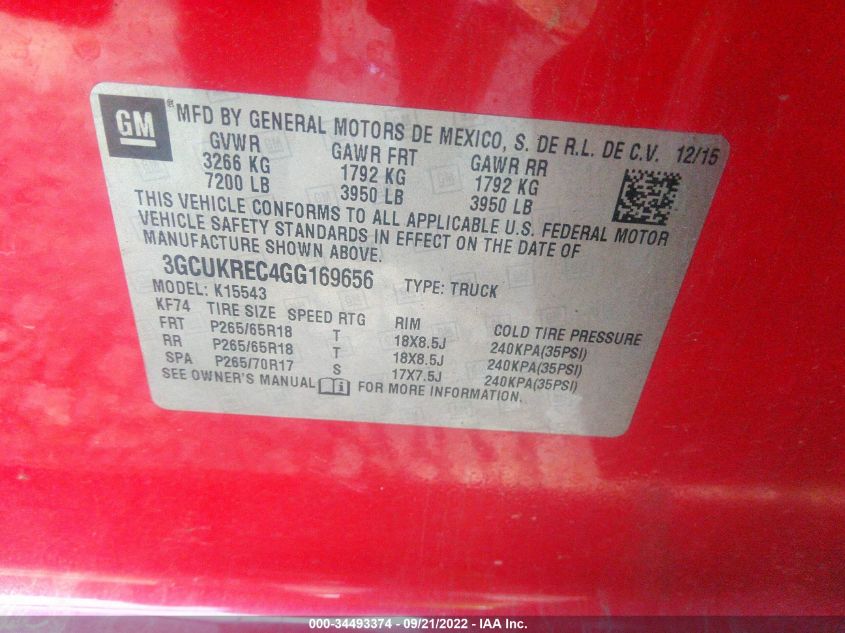 GM ® MFD BY GENERAL MOTORS DE MEXICO, S. DE R.L. DE C.V. 12/15
GVWR GAWR FRT GAWR RR
3266 KG 1792 KG 1792 KG
7200 LB 3950 LB 3950 LB
THIS VEHICLE CONFORMS TO ALL APPLICABLE U.S. FEDERAL MOTOR
VEHICLE SAFETY STANDARDS IN EFFECT ON THE DATE OF
MANUFACTURE SHOWN ABOVE.
3GCUKREC4GG169656 TYPE: TRUCK
MODEL: K15543
KF74 TIRE SIZE SPEED RTG RIM COLD TIRE PRESSURE
FRT P265/65R18 T 18X8.5J 240KPA(35PSI)
RR P265/65R18 T 18X8.5J 240KPA(35PSI)
SPA P265/70R17 S 17X7.5J 240KPA(35PSI)
SEE OWNER'S MANUAL i FOR MORE INFORMATION.
000-34493374 - 09/21/2022 - IAA Inc.